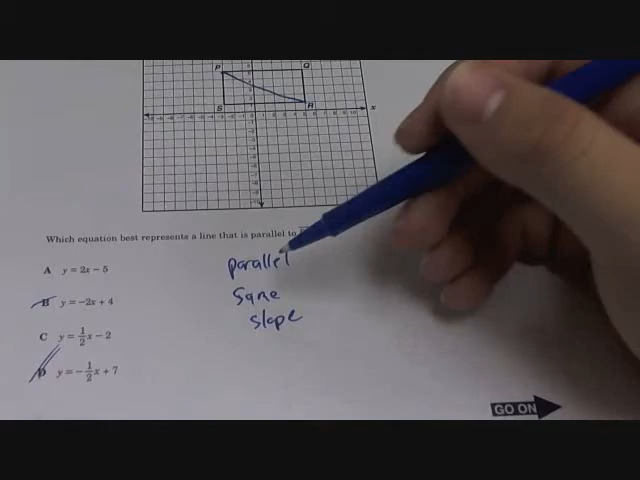 P
Q
S
R
x
Which equation best represents a line that is parallel to
A y = 2x − 5
parallel
B y = −2x + 4
Same
slope
C y = 1/2x − 2
D y = −1/2x + 7
GO ON